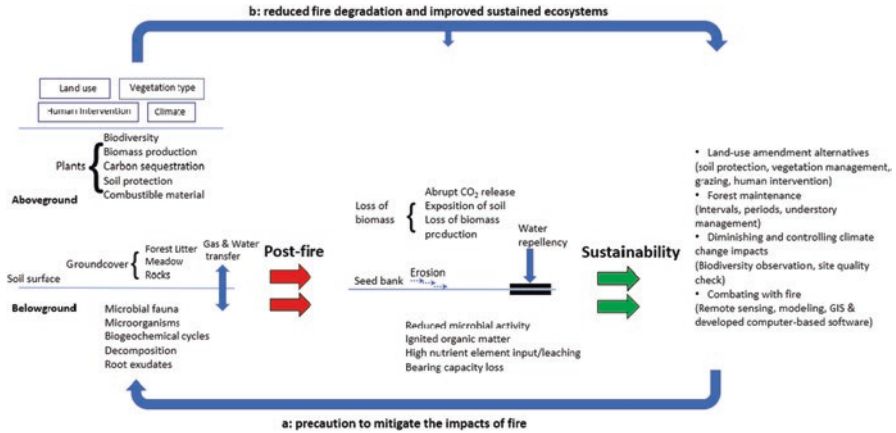 b: reduced fire degradation and improved sustained ecosystems
Land use
Vegetation type
Human Intervention
Climate
Plants
Biodiversity
Biomass production
Carbon sequestration
Soil protection
Combustible material
Aboveground
Groundcover
Forest Litter
Meadow
Rocks
Gas & Water
transfer
Soil surface
Belowground
Microbial fauna
Microorganisms
Biogeochemical cycles
Decomposition
Root exudates
Post-fire
Loss of
biomass
Abrupt CO₂ release
Exposition of soil
Loss of biomass
production
Water
repellency
Seed bank
Erosion
Reduced microbial activity
Ignited organic matter
High nutrient element input/leaching
Bearing capacity loss
Sustainability
• Land-use amendment alternatives
(soil protection, vegetation management,
grazing, human intervention)
• Forest maintenance
(Intervals, periods, understory
management)
• Diminishing and controlling climate
change impacts
(Biodiversity observation, site quality
check)
• Combating with fire
(Remote sensing, modeling, GIS &
developed computer-based software)
a: precaution to mitigate the impacts of fire